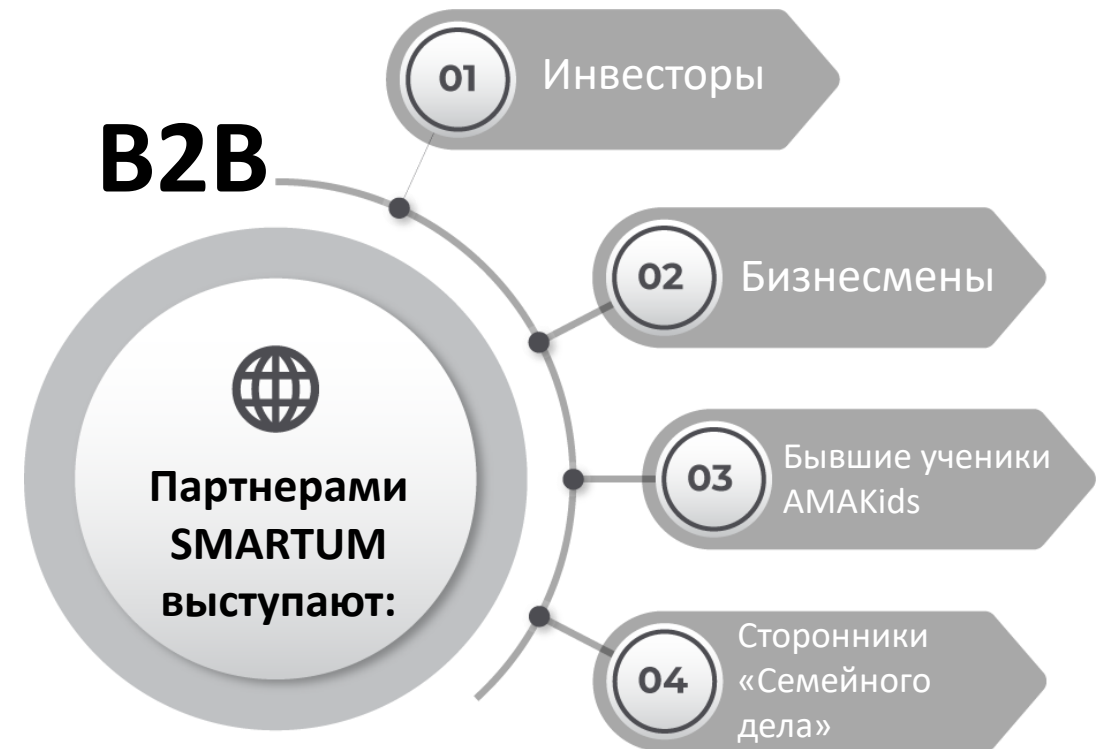 B2B
Партнерами
SMARTUM
выступают:
01
Инвесторы
02
Бизнесмены
03
Бывшие ученики
AMAKids
04
Сторонники
«Семейного
дела»